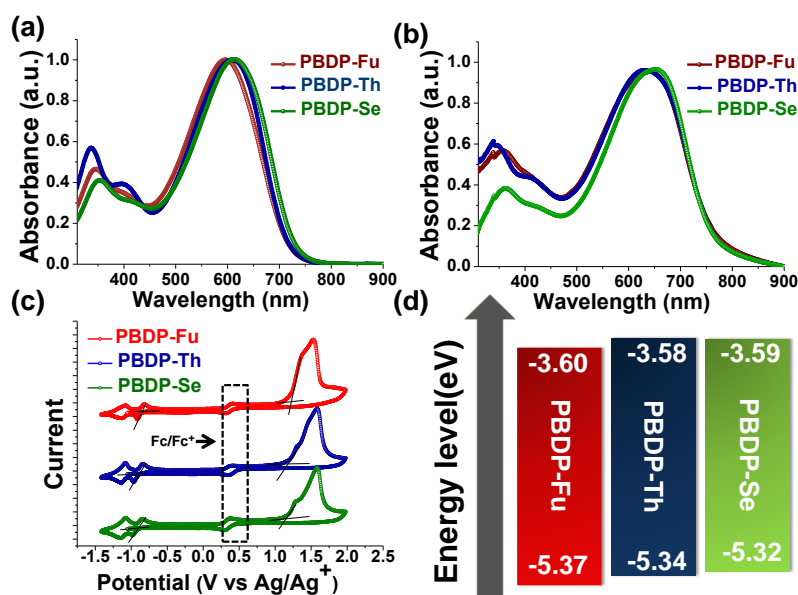 (a)
PBDP-Fu
PBDP-Th
PBDP-Se
Absorbance (a.u.)
1.0
0.8
0.6
0.4
0.2
0.0
400 500 600 700 800 900
Wavelength (nm)
(b)
PBDP-Fu
PBDP-Th
PBDP-Se
Absorbance (a.u.)
1.0
0.8
0.6
0.4
0.2
0.0
400 500 600 700 800 900
Wavelength (nm)
(c)
PBDP-Fu
PBDP-Th
PBDP-Se
Fc/Fc+
Current
-1.5 -1.0 -0.5 0.0 0.5 1.0 1.5 2.0 2.5
Potential (V vs Ag/Ag+)
(d)
Energy level(eV)
-3.60
PBDP-Fu
-5.37
-3.58
PBDP-Th
-5.34
-3.59
PBDP-Se
-5.32